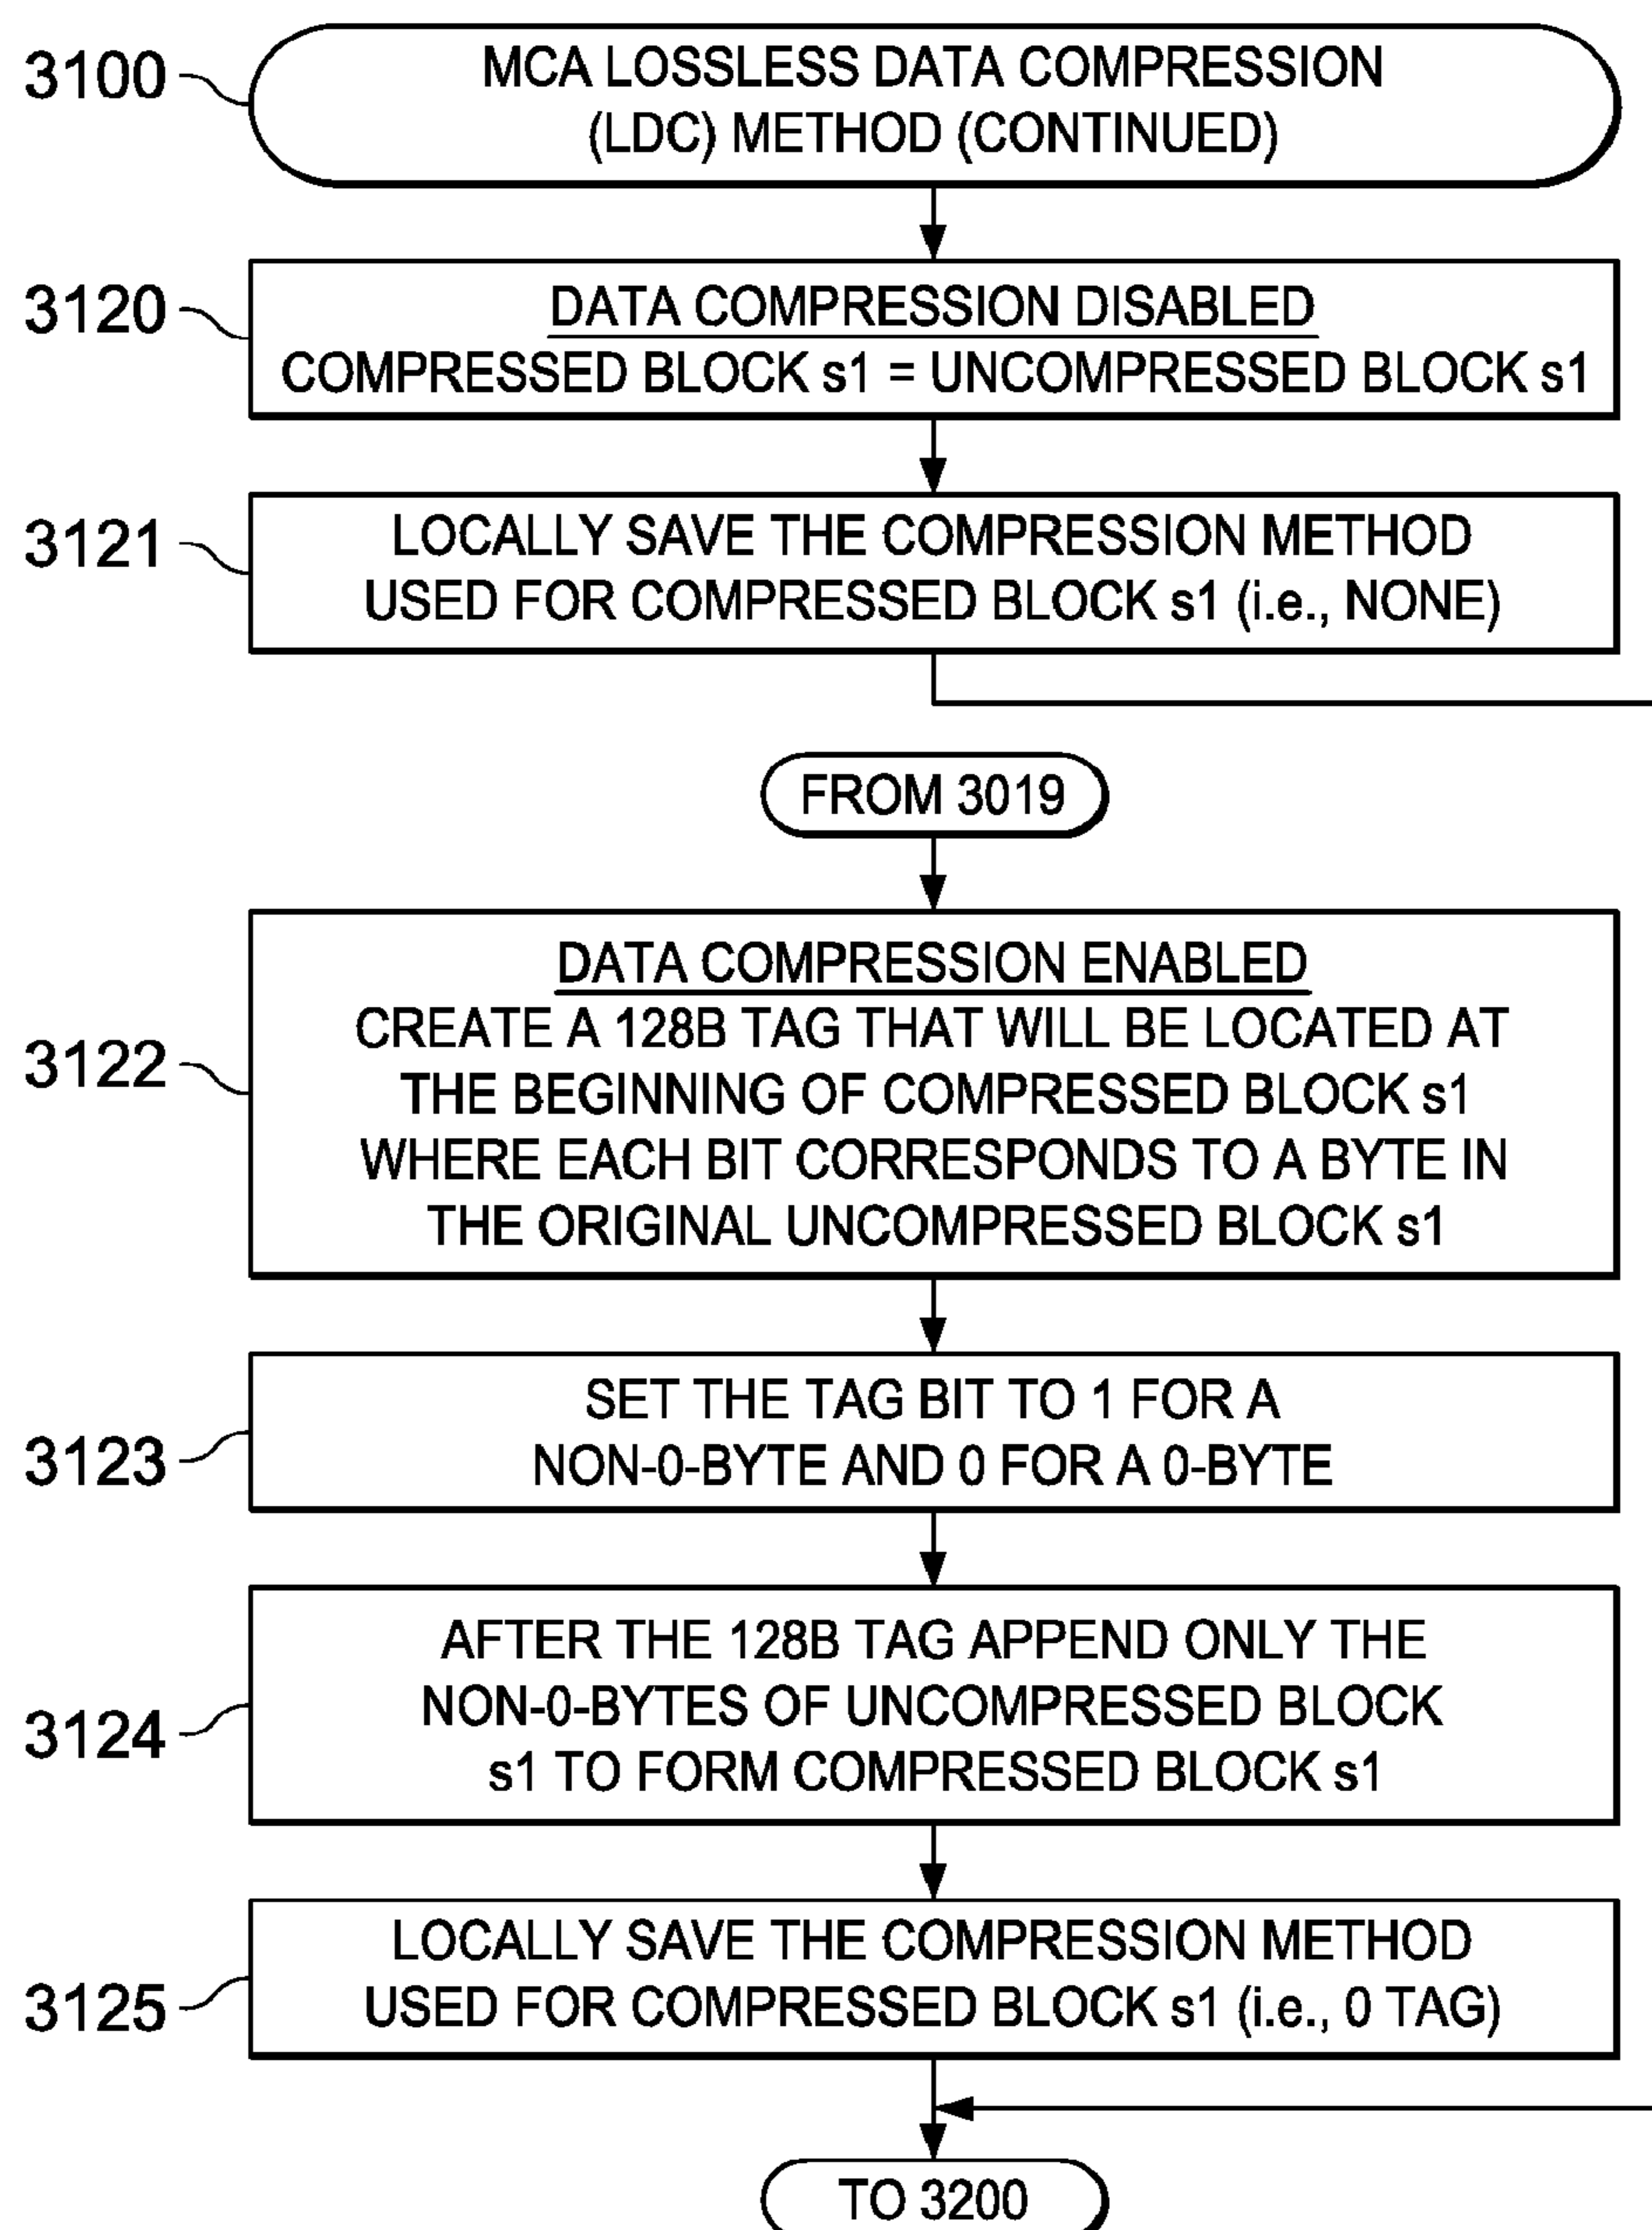 3100
MCA LOSSLESS DATA COMPRESSION
(LDC) METHOD (CONTINUED)
3120
DATA COMPRESSION DISABLED
COMPRESSED BLOCK s1 = UNCOMPRESSED BLOCK s1
3121
LOCALLY SAVE THE COMPRESSION METHOD
USED FOR COMPRESSED BLOCK s1 (i.e., NONE)
FROM 3019
3122
DATA COMPRESSION ENABLED
CREATE A 128B TAG THAT WILL BE LOCATED AT
THE BEGINNING OF COMPRESSED BLOCK s1
WHERE EACH BIT CORRESPONDS TO A BYTE IN
THE ORIGINAL UNCOMPRESSED BLOCK s1
3123
SET THE TAG BIT TO 1 FOR A
NON-0-BYTE AND 0 FOR A 0-BYTE
3124
AFTER THE 128B TAG APPEND ONLY THE
NON-0-BYTES OF UNCOMPRESSED BLOCK
s1 TO FORM COMPRESSED BLOCK s1
3125
LOCALLY SAVE THE COMPRESSION METHOD
USED FOR COMPRESSED BLOCK s1 (i.e., 0 TAG)
TO 3200